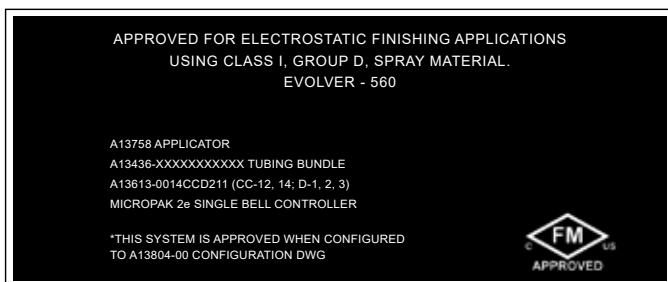 APPROVED FOR ELECTROSTATIC FINISHING APPLICATIONS
USING CLASS I, GROUP D, SPRAY MATERIAL.
EVOLVER - 560
A13758 APPLICATOR
A13436-XXXXXXXXXXX TUBING BUNDLE
A13613-0014CCD211 (CC-12, 14; D-1, 2, 3)
MICROPAK 2e SINGLE BELL CONTROLLER
*THIS SYSTEM IS APPROVED WHEN CONFIGURED
TO A13804-00 CONFIGURATION DWG
C FM US
APPROVED